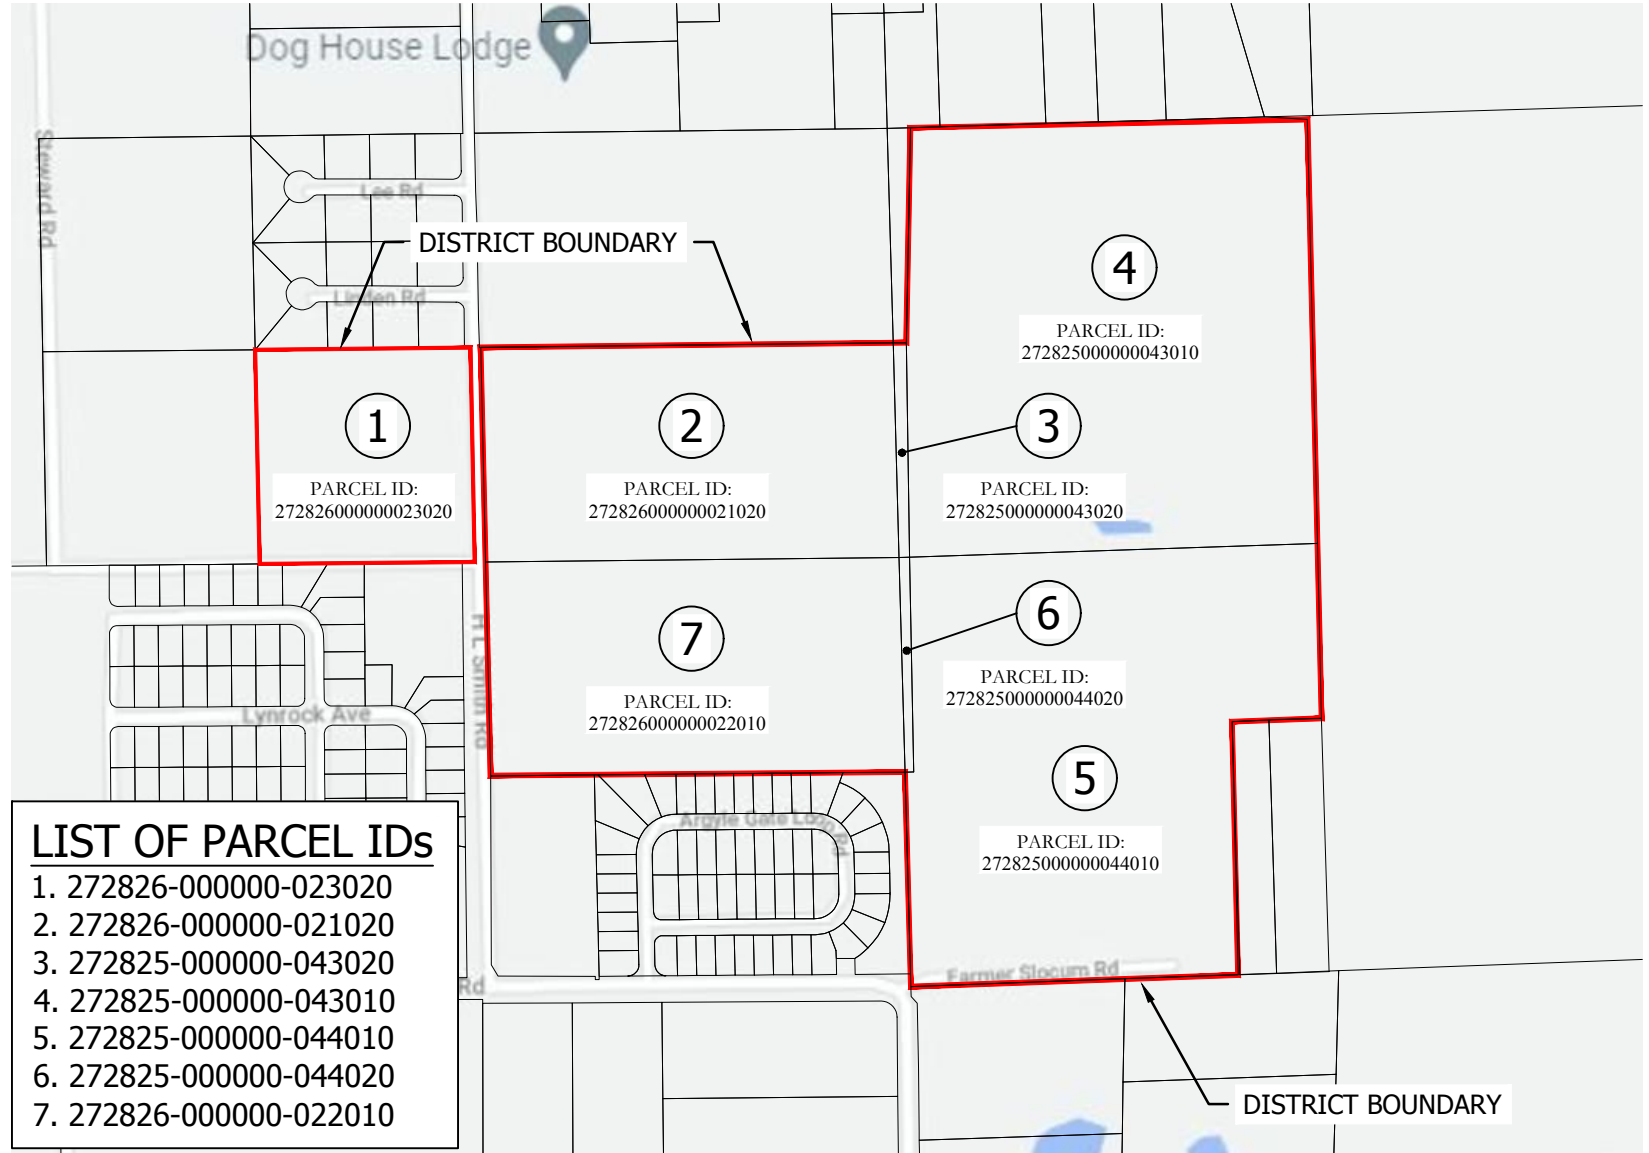 Dog House Lodge
Steward Rd
Lee Rd
DISTRICT BOUNDARY
Linden Rd
4
PARCEL ID:
272825000000043010
1
PARCEL ID:
272826000000023020
2
PARCEL ID:
272826000000021020
3
PARCEL ID:
272825000000043020
7
PARCEL ID:
272826000000022010
6
PARCEL ID:
272825000000044020
H L Smith Rd
Lynrock Ave
5
PARCEL ID:
272825000000044010
Argyle Gate Loop Rd
LIST OF PARCEL IDs
1. 272826-000000-023020
2. 272826-000000-021020
3. 272825-000000-043020
4. 272825-000000-043010
5. 272825-000000-044010
6. 272825-000000-044020
7. 272826-000000-022010
Rd
Farmer Slocum Rd
DISTRICT BOUNDARY